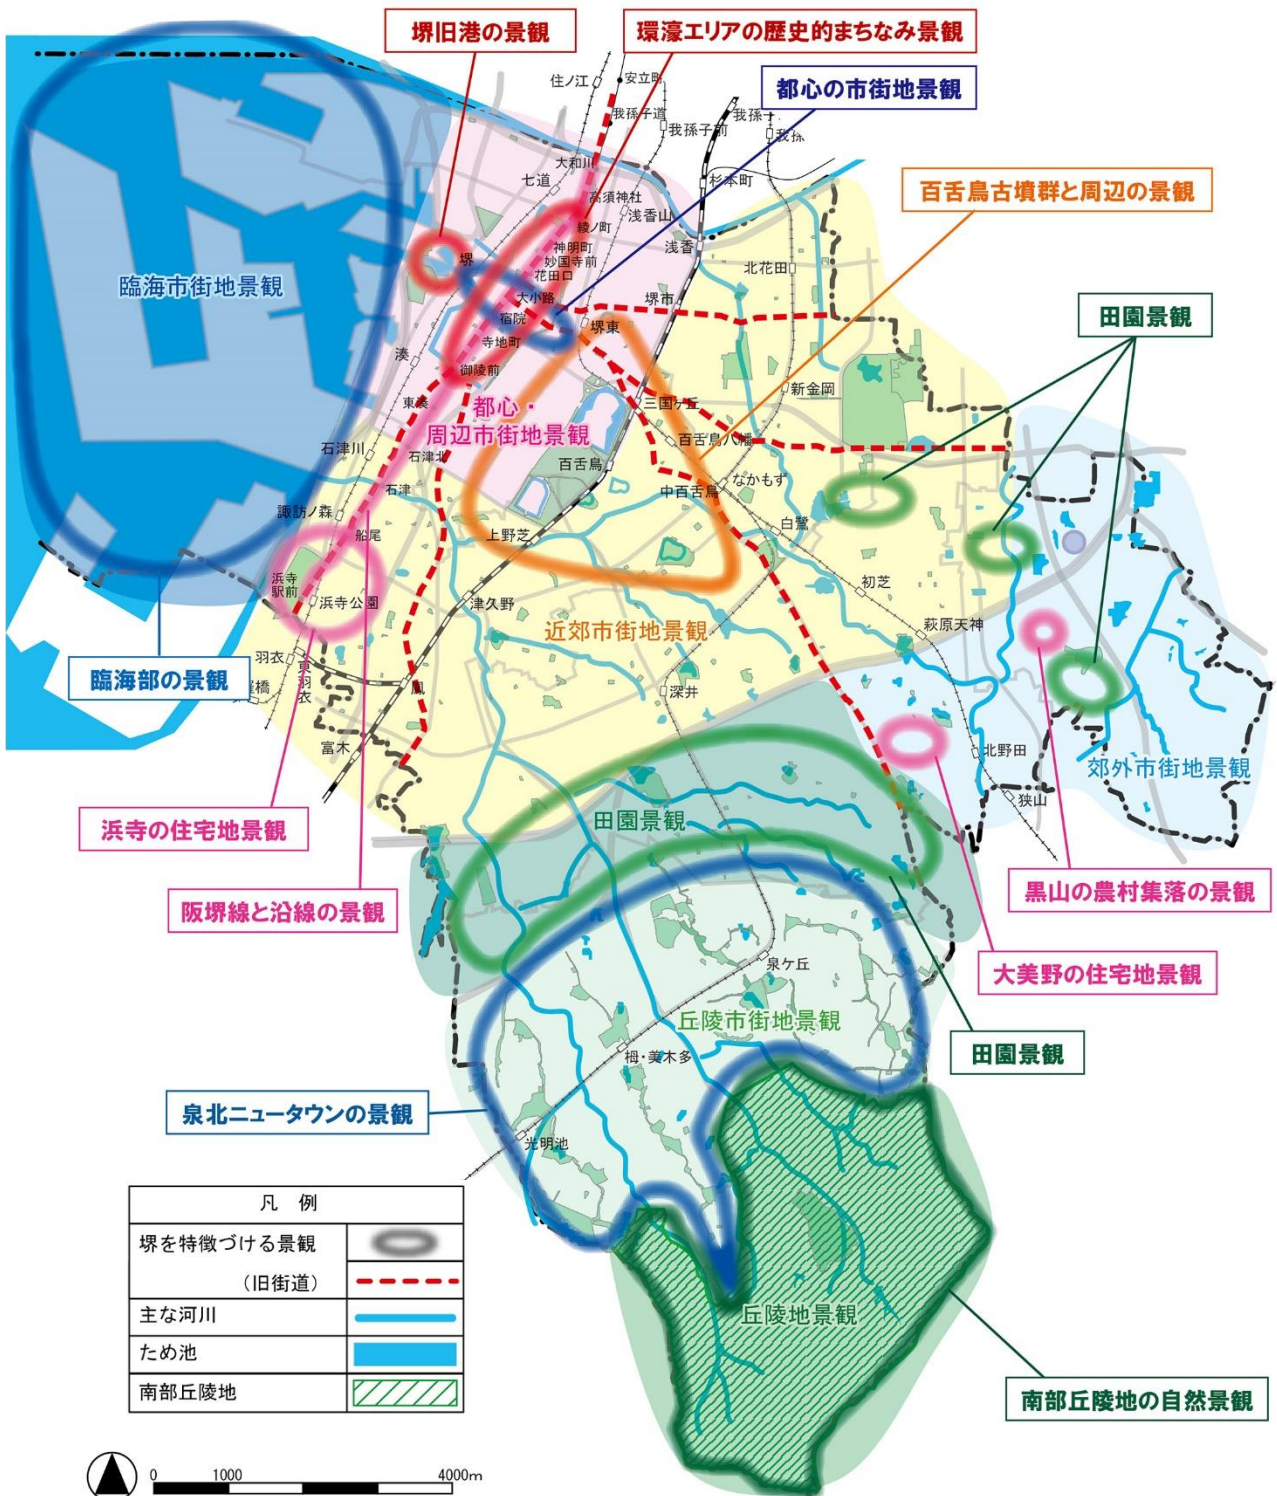 堺旧港の景観
環濠エリアの歴史的まちなみ景観
都心の市街地景観
住ノ江
安立町
我孫子道
我孫子前
大和川
七道
杉本町
高須神社
浅香山
綾ノ町
浅香
百舌鳥古墳群と周辺の景観
神明町
妙国寺前
花田口
堺
北花田
臨海市街地景観
大小路
堺市
宿院
堺東
寺地町
田園景観
湊
御陵前
新金岡
東湊
三国ケ丘
都心・
周辺市街地景観
百舌鳥八幡
石津川
石津北
百舌鳥
なかもず
石津
中百舌鳥
諏訪ノ森
船尾
上野芝
白鷺
浜寺
駅前
浜寺公園
津久野
初芝
近郊市街地景観
萩原天神
羽衣
東羽衣
臨海部の景観
鳳
深井
富木
北野田
郊外市街地景観
狭山
浜寺の住宅地景観
田園景観
阪堺線と沿線の景観
黒山の農村集落の景観
大美野の住宅地景観
泉ケ丘
丘陵市街地景観
田園景観
栂・美木多
泉北ニュータウンの景観
光明池
凡 例
堺を特徴づける景観
（旧街道）
主な河川
ため池
南部丘陵地
丘陵地景観
南部丘陵地の自然景観
0 1000 4000m